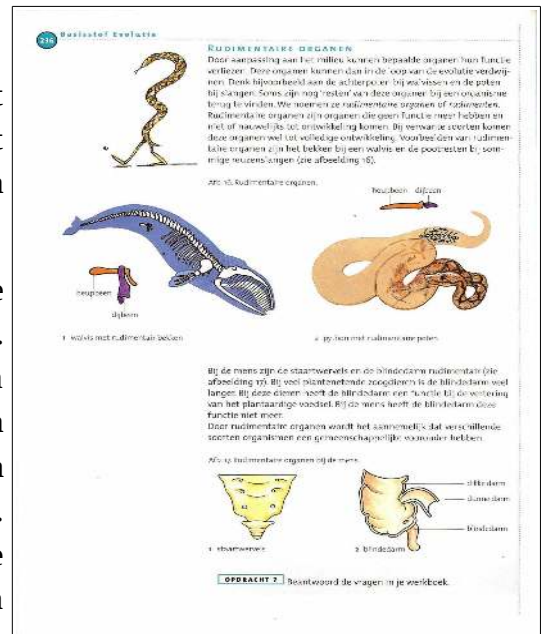 236 Basisstof Evolutie
RUDIMENTAIRE ORGANEN
Door aanpassing aan het milieu kunnen bepaalde organen hun functie
verliezen. Deze organen kunnen dan in de loop van de evolutie verdwij-
nen. Denk bijvoorbeeld aan de achterpoten bij walvissen en de poten
bij slangen. Soms zijn nog 'resten' van deze organen bij een organisme
terug te vinden. We noemen ze rudimentaire organen of rudimenten.
Rudimentaire organen zijn organen die geen functie meer hebben en
niet of nauwelijks tot ontwikkeling komen. Bij verwante soorten komen
deze organen wel tot volledige ontwikkeling. Voorbeelden van rudimen-
taire organen zijn het bekken bij een walvis en de pootresten bij som-
mige reuzenslangen (zie afbeelding 16).
Afb. 16. Rudimentaire organen.
heupbeen dijbeen
heupbeen
dijbeen
1 walvis met rudimentair bekken
2 python met rudimentaire poten
Bij de mens zijn de staartwervels en de blindedarm rudimentair (zie
afbeelding 17). Bij veel plantenetende zoogdieren is de blindedarm veel
langer. Bij deze dieren heeft de blindedarm een functie bij de vertering
van het plantaardige voedsel. Bij de mens heeft de blindedarm deze
functie niet meer.
Door rudimentaire organen wordt het aannemelijk dat verschillende
soorten organismen een gemeenschappelijke voorouder hebben.
Afb. 17. Rudimentaire organen bij de mens.
dikke darm
dunne darm
blindedarm
1 staartwervels
2 blindedarm
OPDRACHT 7 Beantwoord de vragen in je werkboek.